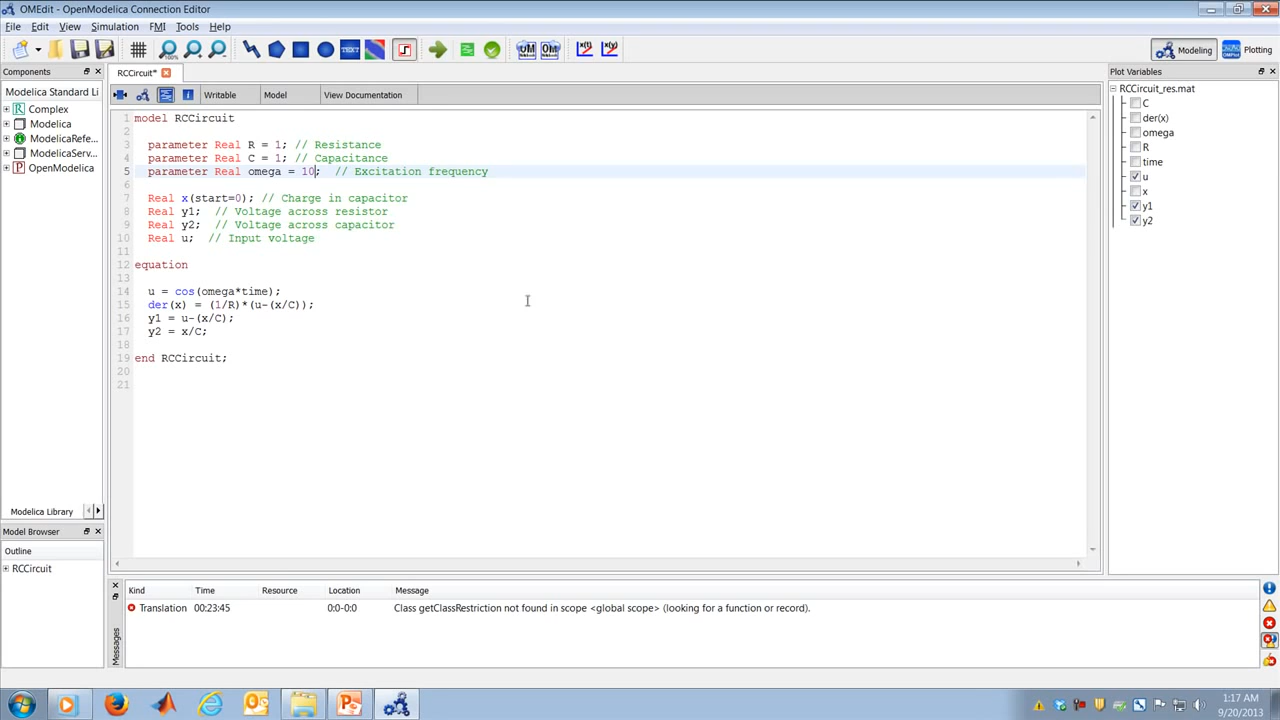 OMEdit - OpenModelica Connection Editor
File Edit View Simulation FMI Tools Help
100% TEXT UM OM x(t) x(y) Modeling Plotting
Components
Modelica Standard Li
Complex
Modelica
ModelicaRefe...
ModelicaServ...
OpenModelica
Modelica Library
Model Browser
Outline
RCCircuit
RCCircuit*
Writable Model View Documentation
1 model RCCircuit
2
3 parameter Real R = 1; // Resistance
4 parameter Real C = 1; // Capacitance
5 parameter Real omega = 10; // Excitation frequency
6
7 Real x(start=0); // Charge in capacitor
8 Real y1; // Voltage across resistor
9 Real y2; // Voltage across capacitor
10 Real u; // Input voltage
11
12 equation
13
14 u = cos(omega*time);
15 der(x) = (1/R)*(u-(x/C));
16 y1 = u-(x/C);
17 y2 = x/C;
18
19 end RCCircuit;
20
21
Plot Variables
RCCircuit_res.mat
C
der(x)
omega
R
time
u
x
y1
y2
Messages
Kind Time Resource Location Message
Translation 00:23:45 0:0-0:0 Class getClassRestriction not found in scope <global scope> (looking for a function or record).
1:17 AM
9/20/2013